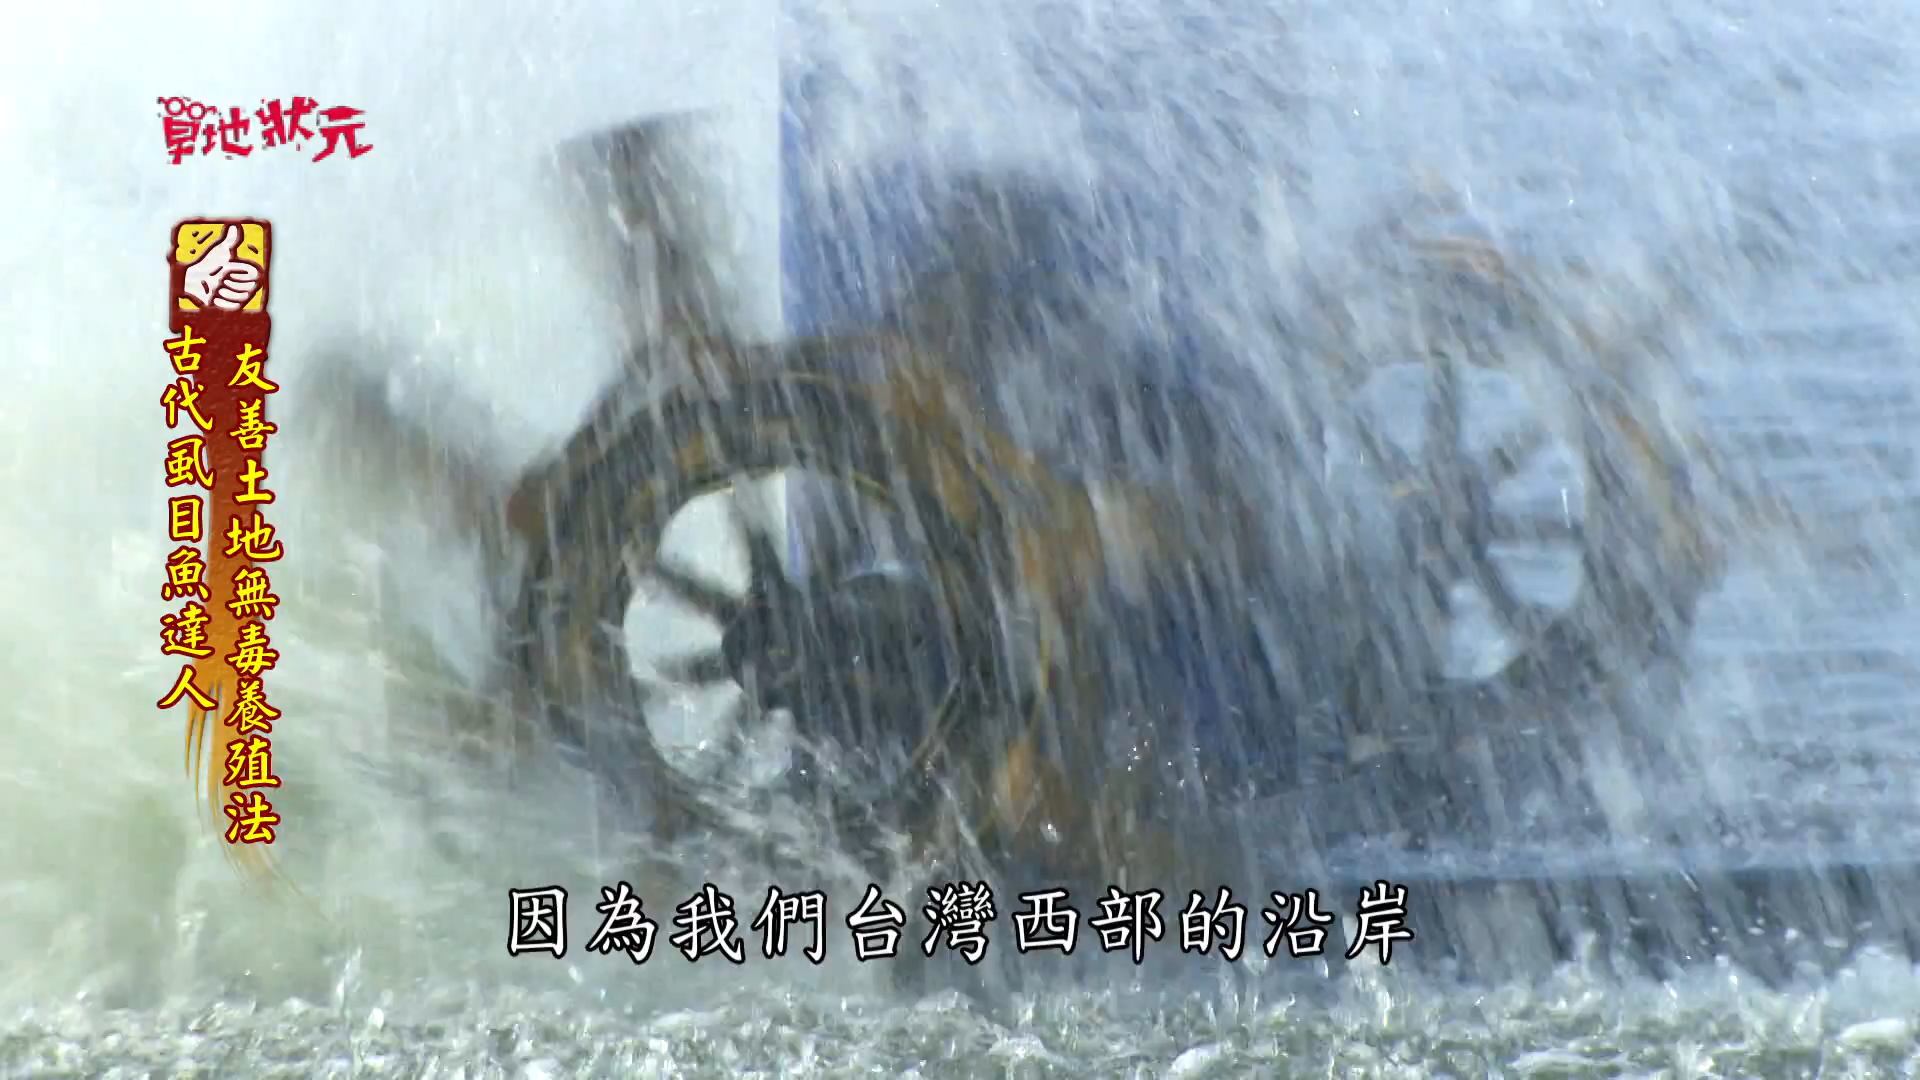 草地狀元
友善土地無毒養殖法
古代虱目魚達人
因為我們台灣西部的沿岸